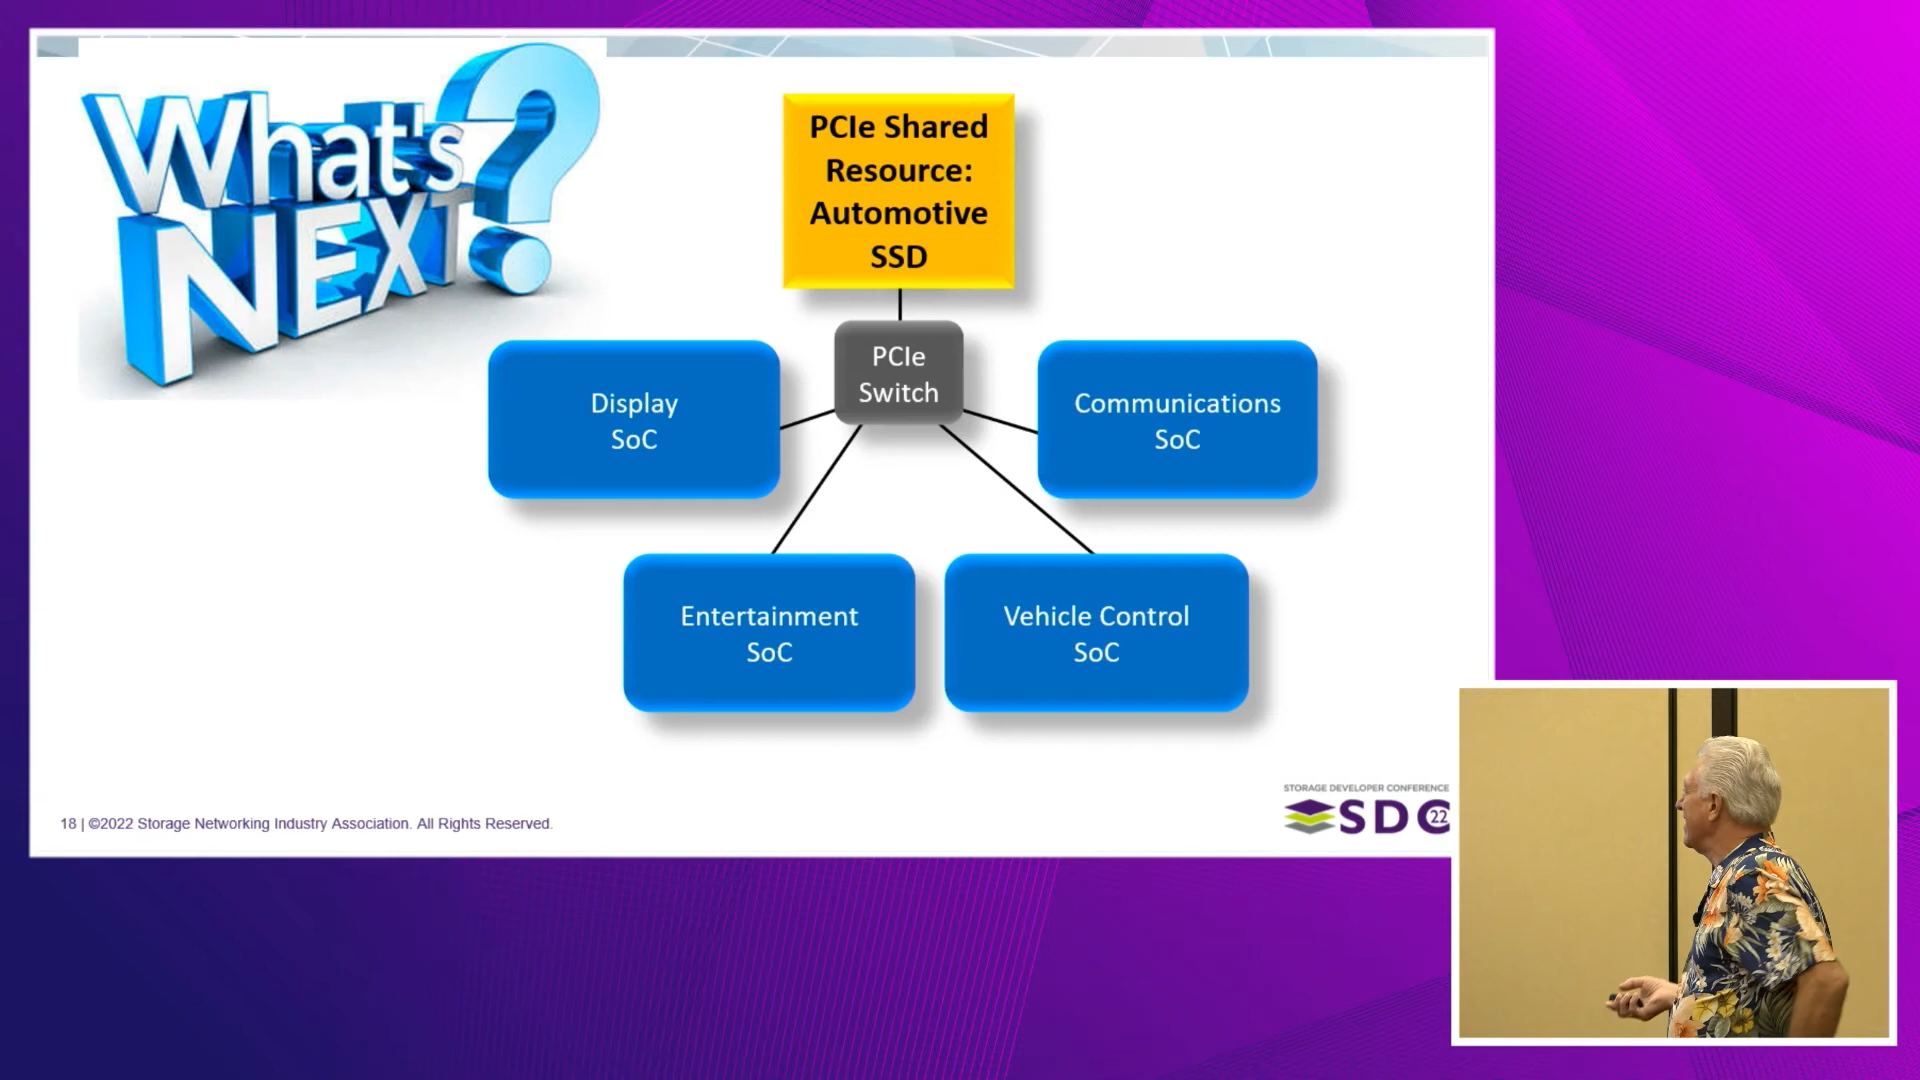 What's
NEXT?
PCIe Shared
Resource:
Automotive
SSD
PCIe
Switch
Display
SoC
Communications
SoC
Entertainment
SoC
Vehicle Control
SoC
18 | ©2022 Storage Networking Industry Association. All Rights Reserved.
STORAGE DEVELOPER CONFERENCE
SDC 22